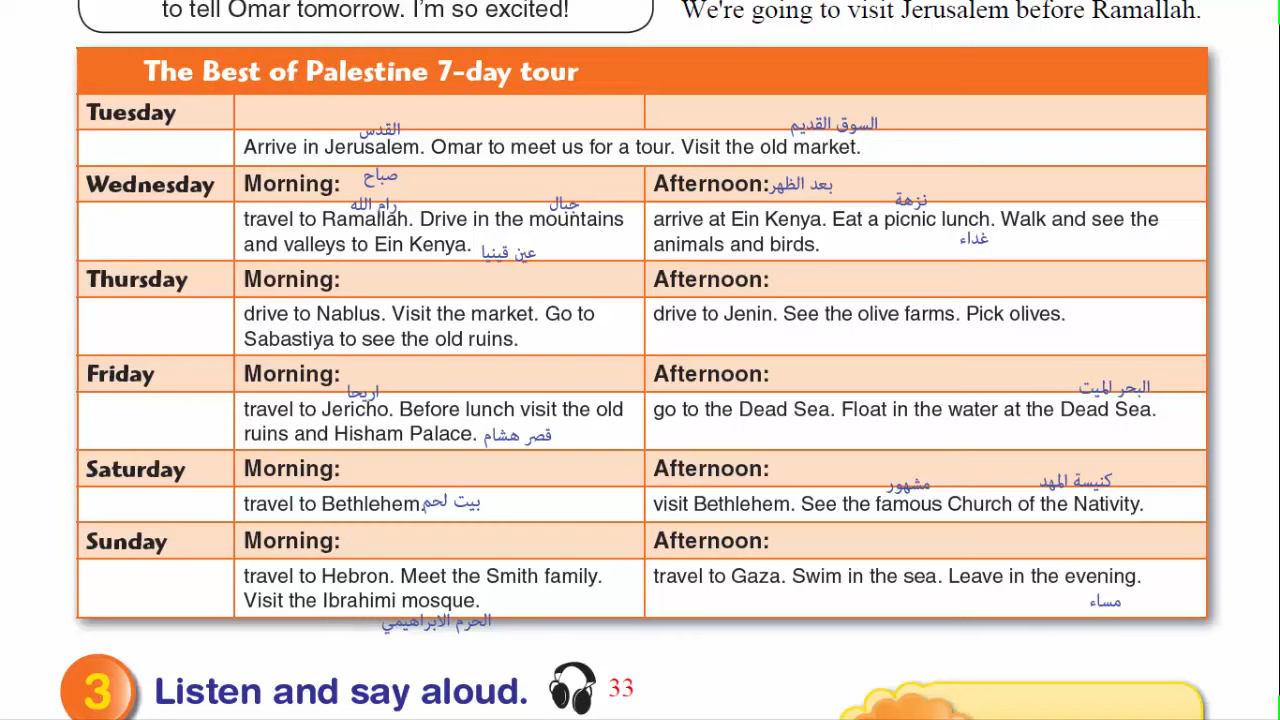 to tell Omar tomorrow. I'm so excited!
We're going to visit Jerusalem before Ramallah.
The Best of Palestine 7-day tour
Tuesday
القدس
السوق القديم
Arrive in Jerusalem. Omar to meet us for a tour. Visit the old market.
Wednesday
Morning: صباح
Afternoon: بعد الظهر
رام الله
جبال
travel to Ramallah. Drive in the mountains
and valleys to Ein Kenya. عين قينيا
نزهة
arrive at Ein Kenya. Eat a picnic lunch. Walk and see the
غداء
animals and birds.
Thursday
Morning:
Afternoon:
drive to Nablus. Visit the market. Go to
Sabastiya to see the old ruins.
drive to Jenin. See the olive farms. Pick olives.
Friday
Morning:
Afternoon:
اريحا
travel to Jericho. Before lunch visit the old
ruins and Hisham Palace. قصر هشام
البحر الميت
go to the Dead Sea. Float in the water at the Dead Sea.
Saturday
Morning:
Afternoon:
travel to Bethlehem. بيت لحم
مشهور
كنيسة المهد
visit Bethlehem. See the famous Church of the Nativity.
Sunday
Morning:
Afternoon:
travel to Hebron. Meet the Smith family.
Visit the Ibrahimi mosque.
الحرم الابراهيمي
travel to Gaza. Swim in the sea. Leave in the evening.
مساء
3 Listen and say aloud. 33